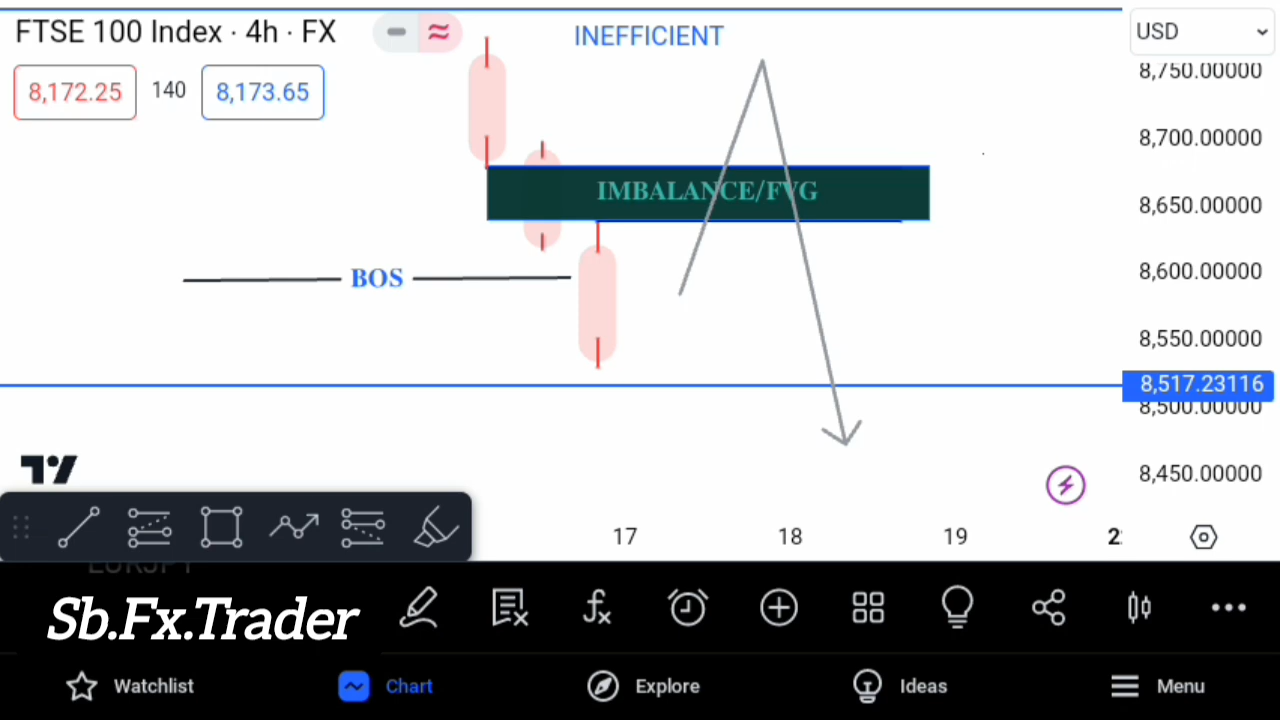 FTSE 100 Index · 4h · FX
INEFFICIENT
USD
8,172.25 140 8,173.65
8,750.00000
8,700.00000
IMBALANCE/FVG
8,650.00000
BOS
8,600.00000
8,550.00000
8,517.23116
8,500.00000
8,450.00000
17 18 19 2
EURJPY
Sb.Fx.Trader
Watchlist Chart Explore Ideas Menu